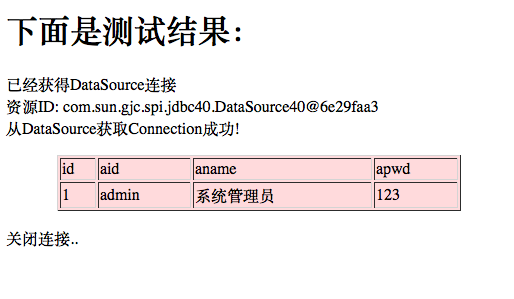 下面是测试结果：
已经获得DataSource连接
资源ID: com.sun.gjc.spi.jdbc40.DataSource40@6e29faa3
从DataSource获取Connection成功!
id aid aname apwd
1 admin 系统管理员 123
关闭连接..